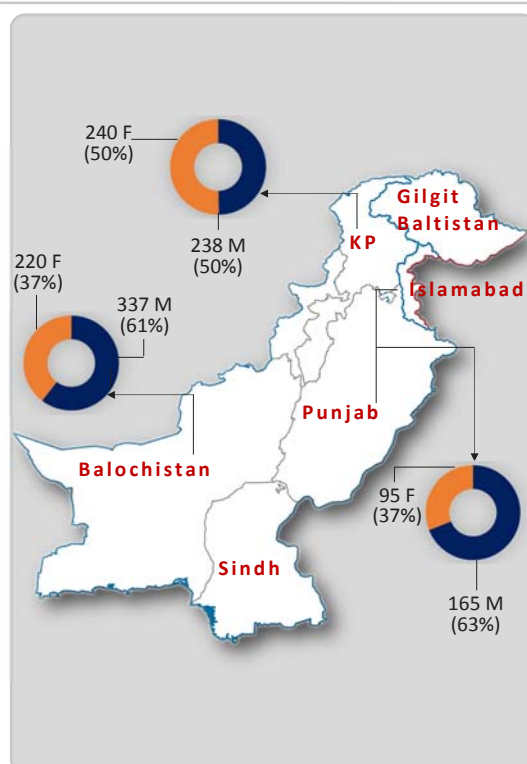 240 F
(50%)
238 M
(50%)
Gilgit
Baltistan
KP
220 F
(37%)
337 M
(61%)
Islamabad
Punjab
Balochistan
95 F
(37%)
Sindh
165 M
(63%)